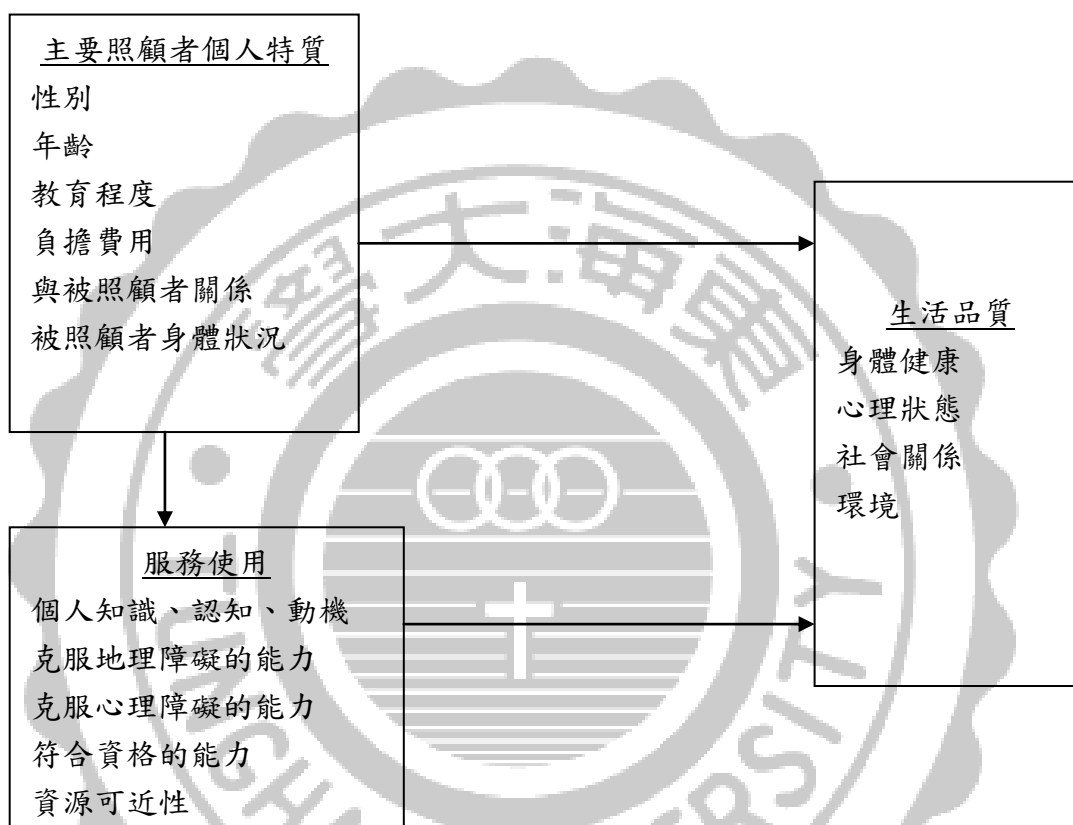 主要照顧者個人特質
性別
年齡
教育程度
負擔費用
與被照顧者關係
被照顧者身體狀況
生活品質
身體健康
心理狀態
社會關係
環境
服務使用
個人知識、認知、動機
克服地理障礙的能力
克服心理障礙的能力
符合資格的能力
資源可近性
學大海東